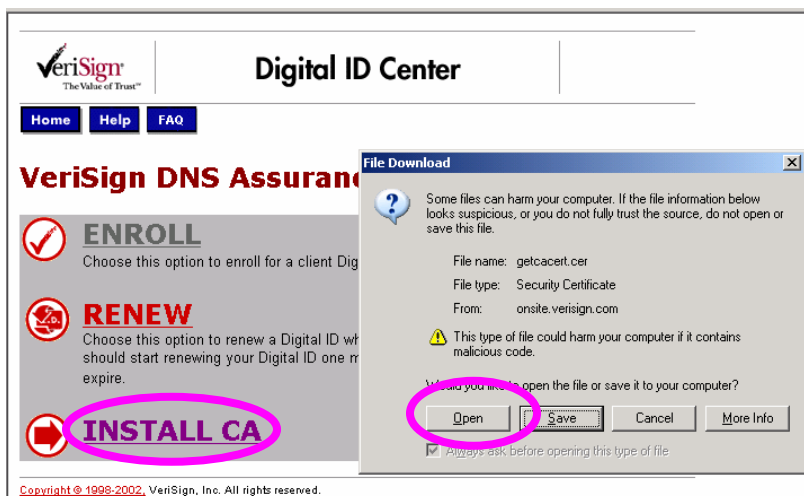 VeriSign
The Value of Trust™
Digital ID Center
Home Help FAQ
VeriSign DNS Assuran
ENROLL
Choose this option to enroll for a client Dig
RENEW
Choose this option to renew a Digital ID wh
should start renewing your Digital ID one m
expire.
INSTALL CA
Copyright © 1998-2002, VeriSign, Inc. All rights reserved.
File Download
Some files can harm your computer. If the file information below
looks suspicious, or you do not fully trust the source, do not open or
save this file.
File name: getcacert.cer
File type: Security Certificate
From: onsite.verisign.com
This type of file could harm your computer if it contains
malicious code.
Would you like to open the file or save it to your computer?
Open Save Cancel More Info
Always ask before opening this type of file